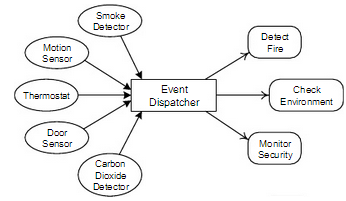 Smoke
Detector
Motion
Sensor
Thermostat
Door
Sensor
Carbon
Dioxide
Detector
Event
Dispatcher
Detect
Fire
Check
Environment
Monitor
Security